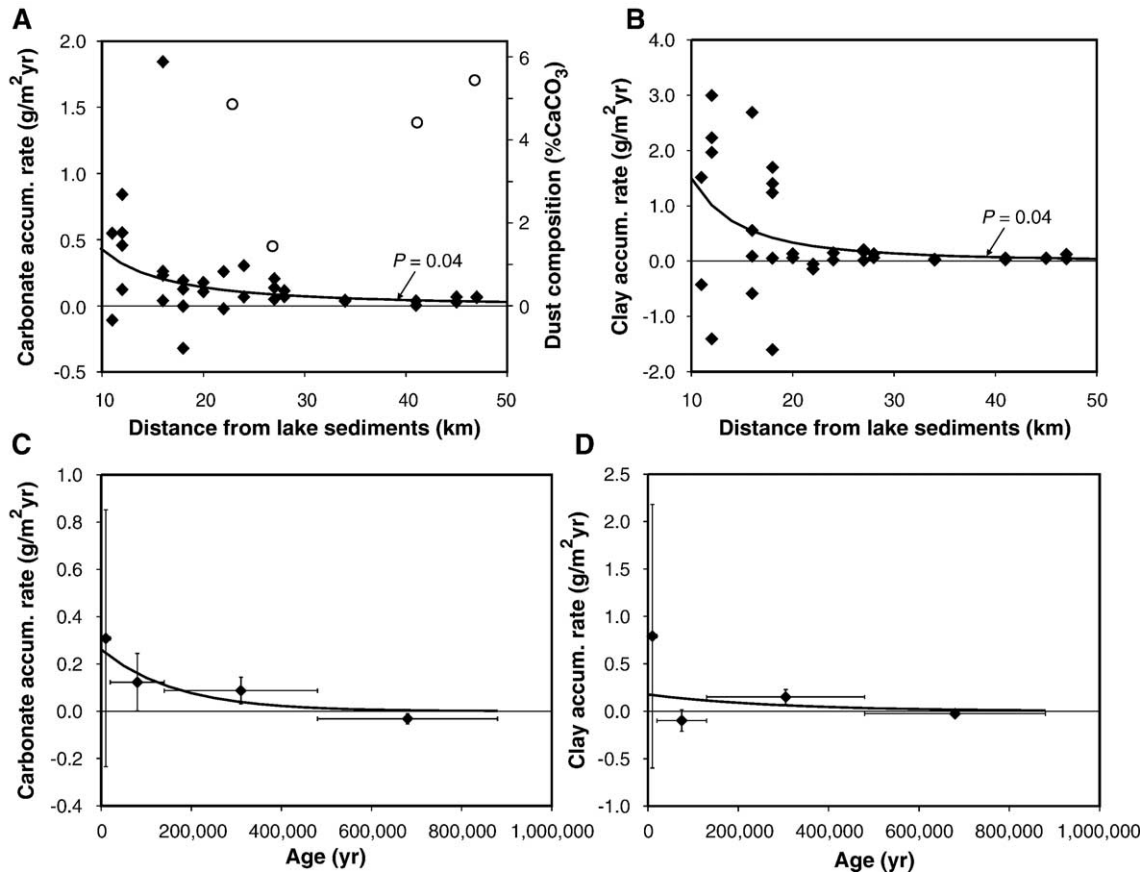 A
Carbonate accum. rate (g/m²yr)
2.0
1.5
1.0
0.5
0.0
-0.5
6
4
2
0
Dust composition (%CaCO₃)
P = 0.04
10 20 30 40 50
Distance from lake sediments (km)
B
Clay accum. rate (g/m²yr)
4.0
3.0
2.0
1.0
0.0
-1.0
-2.0
P = 0.04
10 20 30 40 50
Distance from lake sediments (km)
C
Carbonate accum. rate (g/m²yr)
1.0
0.8
0.6
0.4
0.2
0.0
-0.2
-0.4
0 200,000 400,000 600,000 800,000 1,000,000
Age (yr)
D
Clay accum. rate (g/m²yr)
2.5
2.0
1.5
1.0
0.5
0.0
-0.5
-1.0
0 200,000 400,000 600,000 800,000 1,000,000
Age (yr)